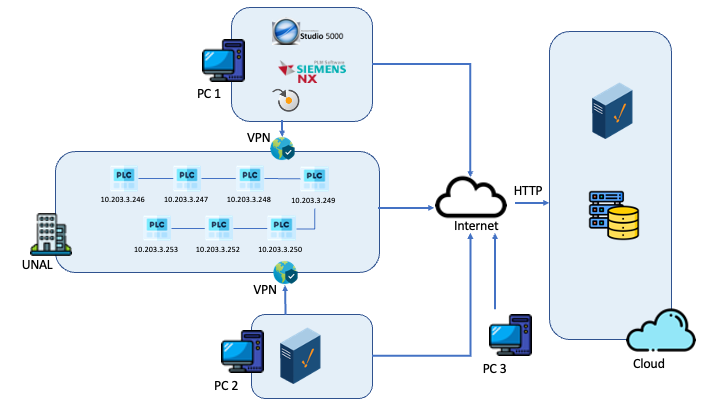 Studio 5000
PLM Software
SIEMENS
NX
PC 1
VPN
PLC
PLC
PLC
PLC
10.203.3.246
10.203.3.247
10.203.3.248
10.203.3.249
PLC
PLC
PLC
10.203.3.253
10.203.3.252
10.203.3.250
UNAL
VPN
PC 2
Internet
HTTP
PC 3
Cloud